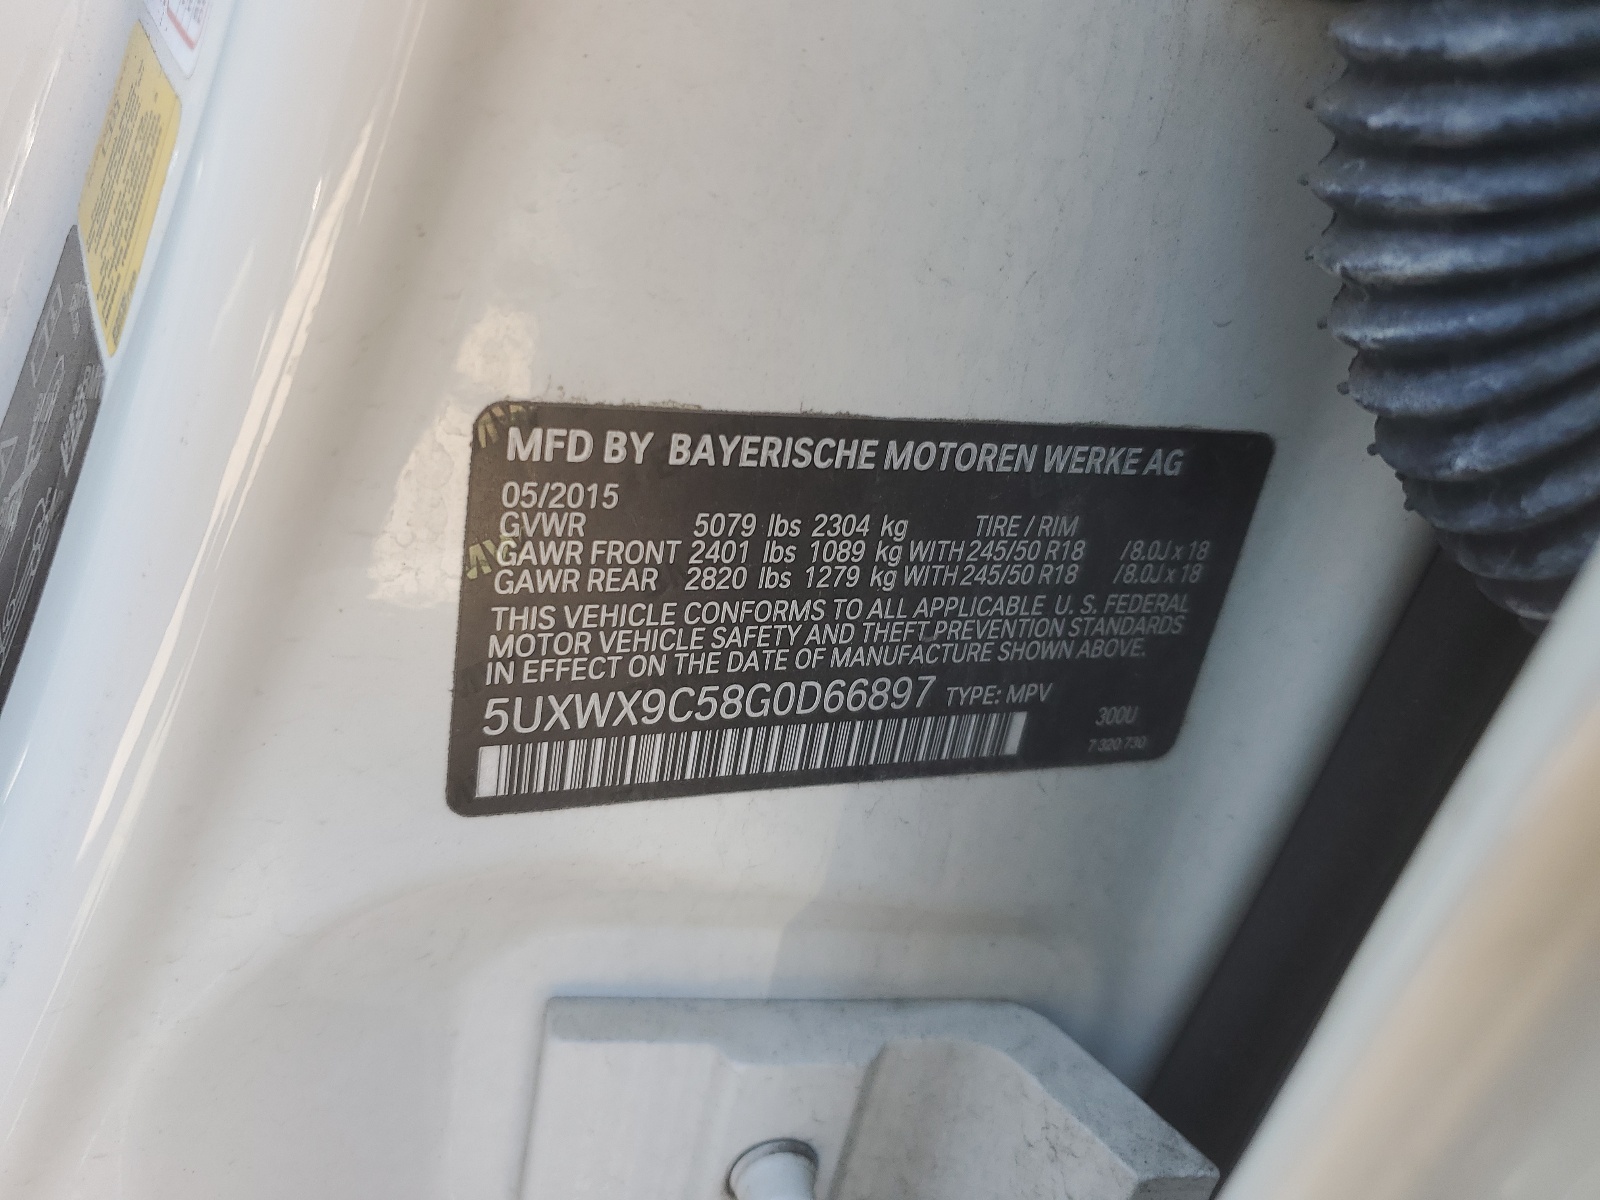 MFD BY BAYERISCHE MOTOREN WERKE AG
05/2015
GVWR 5079 lbs 2304 kg TIRE / RIM
GAWR FRONT 2401 lbs 1089 kg WITH 245/50 R18 /8.0J x 18
GAWR REAR 2820 lbs 1279 kg WITH 245/50 R18 /8.0J x 18
THIS VEHICLE CONFORMS TO ALL APPLICABLE U. S. FEDERAL
MOTOR VEHICLE SAFETY AND THEFT PREVENTION STANDARDS
IN EFFECT ON THE DATE OF MANUFACTURE SHOWN ABOVE.
5UXWX9C58G0D66897 TYPE: MPV
300U
7 320 730